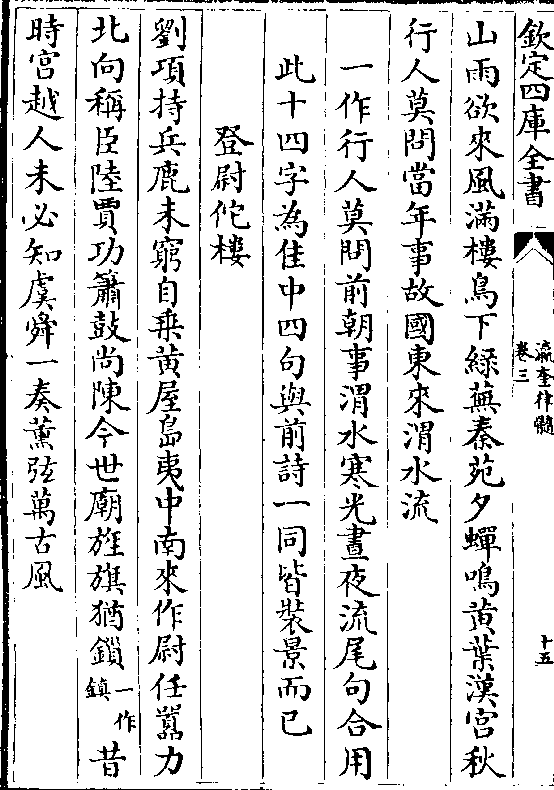 欽定四庫全書
瀛奎律髓
卷三
十五
山雨欲來風滿樓鳥下緑蕪秦苑夕蟬鳴黄葉漢宫秋
行人莫問當年事故國東來渭水流
一作行人莫問前朝事渭水寒光晝夜流尾句合用
此十四字為佳中四句與前詩一同皆裝景而已
登尉佗樓
劉項持兵鹿未窮自乗黄屋島夷中南來作尉任囂力
北向稱臣陸賈功簫鼓尚陳今世廟旌旗猶鎖一作鎮昔
時宫越人未必知虞舜一奏薰弦萬古風